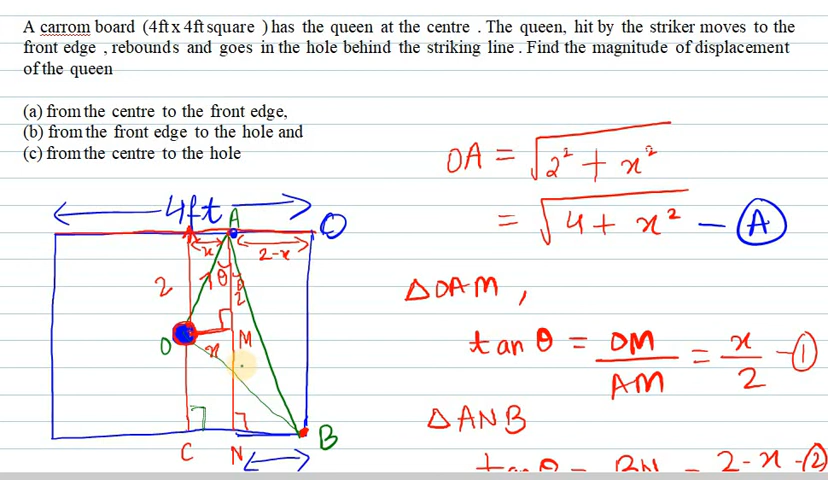 A carrom board (4ft x 4ft square ) has the queen at the centre . The queen, hit by the striker moves to the
front edge , rebounds and goes in the hole behind the striking line . Find the magnitude of displacement
of the queen
(a) from the centre to the front edge,
(b) from the front edge to the hole and
(c) from the centre to the hole
OA = √2² + x²
= √4 + x² - A
4ft
A
x
2-x
2
θ
θ
2
O
x
M
C
N
B
△OAM ,
tan θ = OM/AM = x/2 - 1
△ANB
tan θ = BN = 2-x - 2